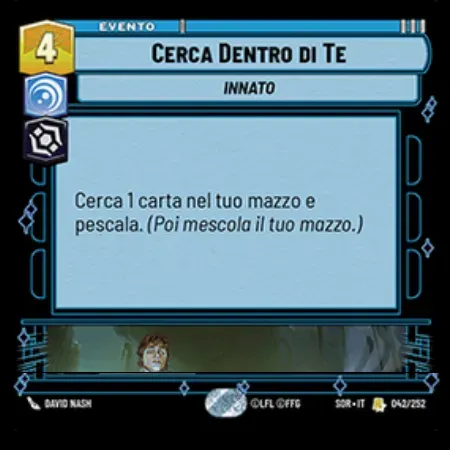 EVENTO
4
CERCA DENTRO DI TE
INNATO
Cerca 1 carta nel tuo mazzo e
pescala. (Poi mescola il tuo mazzo.)
DAVID NASH
©LFL ©FFG
SOR • IT
042/252